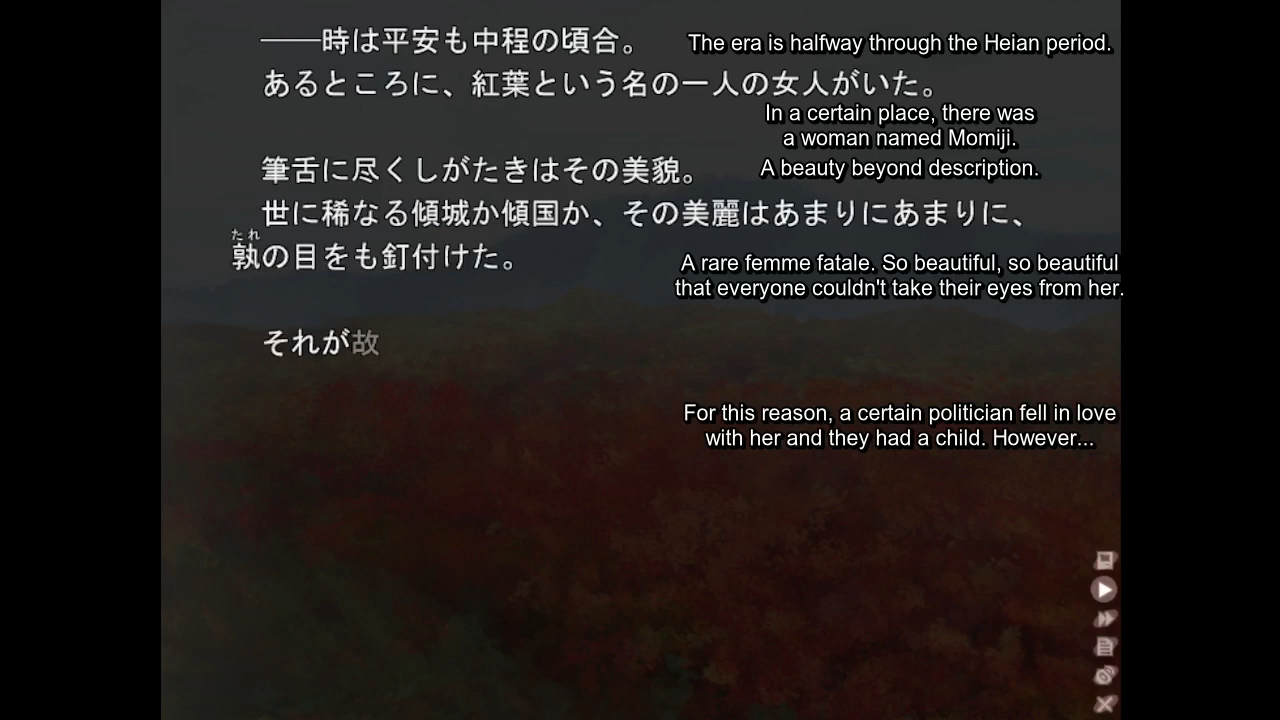 ――時は平安も中程の頃合。
The era is halfway through the Heian period.
あるところに、紅葉という名の一人の女人がいた。
In a certain place, there was
a woman named Momiji.
筆舌に尽くしがたきはその美貌。
A beauty beyond description.
世に稀なる傾城か傾国か、その美麗はあまりにあまりに、
たれ
孰の目をも釘付けた。
A rare femme fatale. So beautiful, so beautiful
that everyone couldn't take their eyes from her.
それが故
For this reason, a certain politician fell in love
with her and they had a child. However...